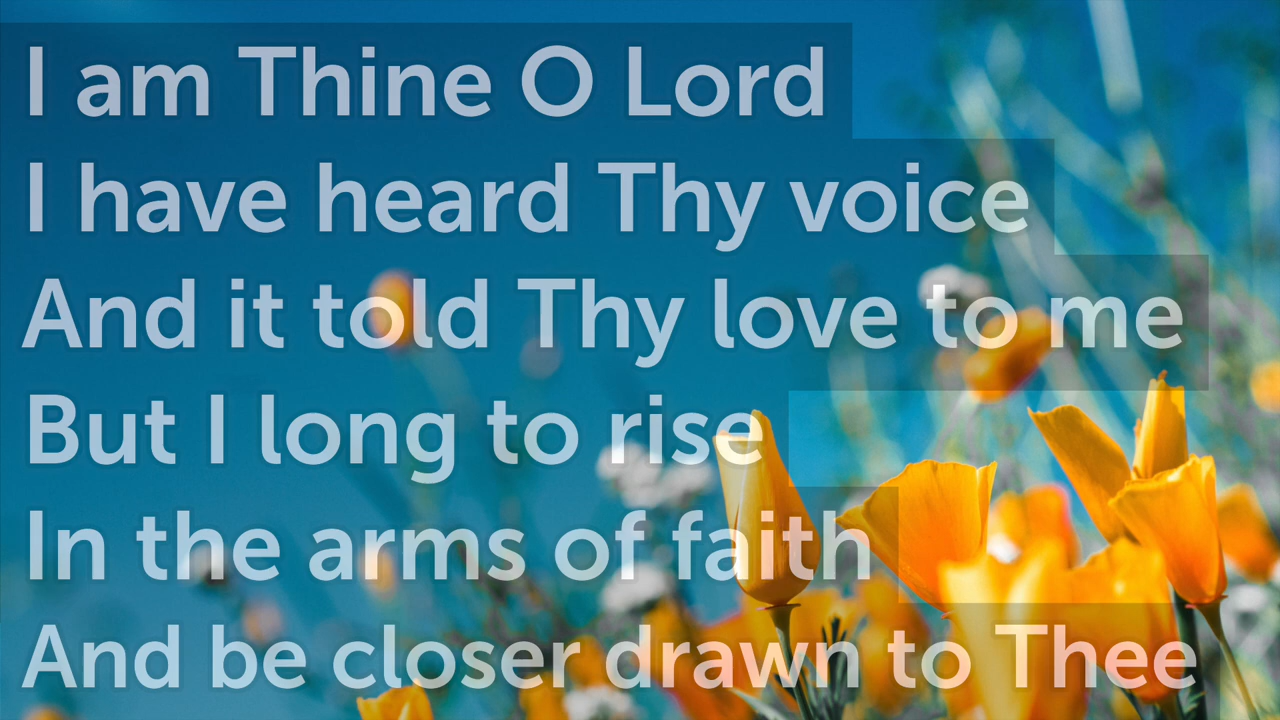 I am Thine O Lord
I have heard Thy voice
And it told Thy love to me
But I long to rise
In the arms of faith
And be closer drawn to Thee